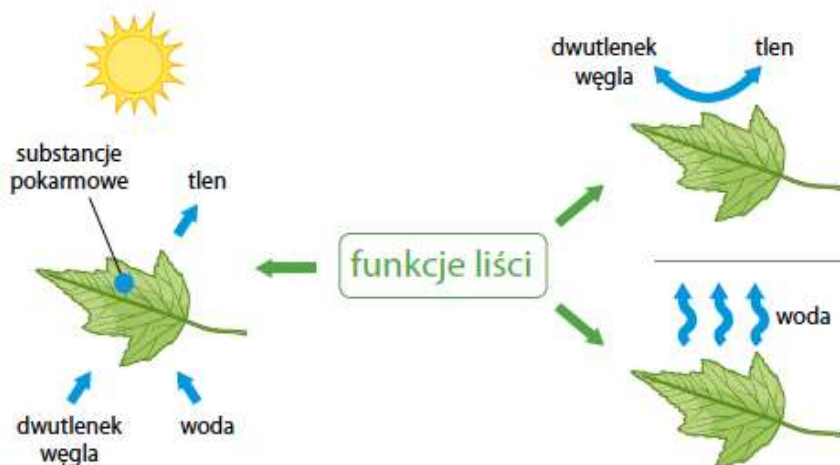 substancje
pokarmowe
tlen
dwutlenek
węgla
woda
funkcje liści
dwutlenek
węgla
tlen
woda